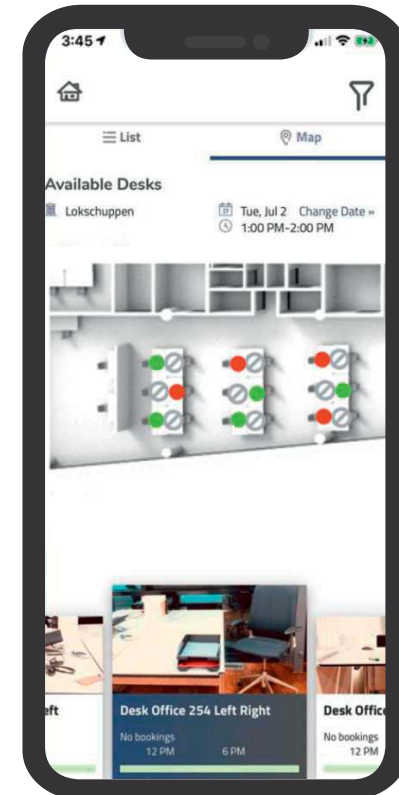 3:45
List
Map
Available Desks
Lokschuppen
Tue, Jul 2 Change Date »
1:00 PM-2:00 PM
eft
Desk Office 254 Left Right
Desk Office
No bookings
No bookings
12 PM 6 PM
12 PM